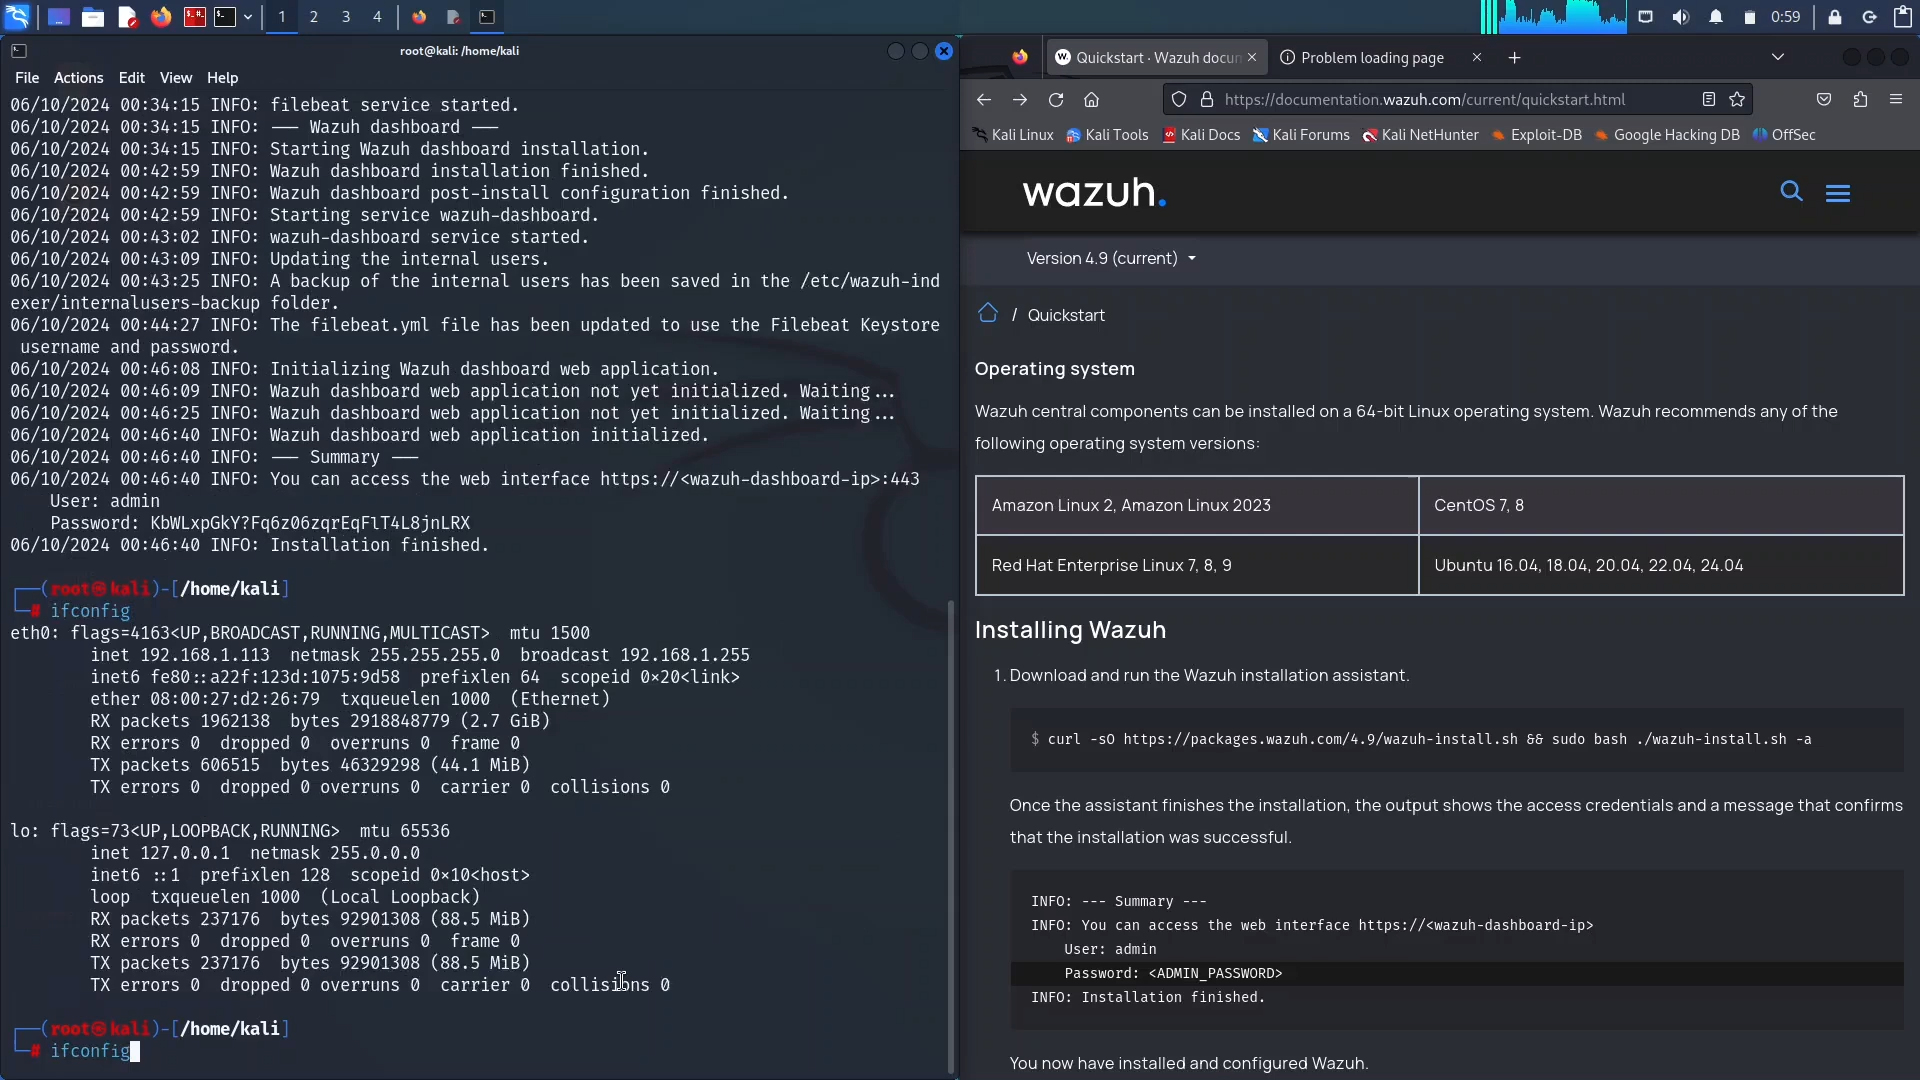 1 2 3 4
0:59
root@kali: /home/kali
File Actions Edit View Help
06/10/2024 00:34:15 INFO: filebeat service started.
06/10/2024 00:34:15 INFO: ── Wazuh dashboard ──
06/10/2024 00:34:15 INFO: Starting Wazuh dashboard installation.
06/10/2024 00:42:59 INFO: Wazuh dashboard installation finished.
06/10/2024 00:42:59 INFO: Wazuh dashboard post-install configuration finished.
06/10/2024 00:42:59 INFO: Starting service wazuh-dashboard.
06/10/2024 00:43:02 INFO: wazuh-dashboard service started.
06/10/2024 00:43:09 INFO: Updating the internal users.
06/10/2024 00:43:25 INFO: A backup of the internal users has been saved in the /etc/wazuh-ind
exer/internalusers-backup folder.
06/10/2024 00:44:27 INFO: The filebeat.yml file has been updated to use the Filebeat Keystore
username and password.
06/10/2024 00:46:08 INFO: Initializing Wazuh dashboard web application.
06/10/2024 00:46:09 INFO: Wazuh dashboard web application not yet initialized. Waiting...
06/10/2024 00:46:25 INFO: Wazuh dashboard web application not yet initialized. Waiting...
06/10/2024 00:46:40 INFO: Wazuh dashboard web application initialized.
06/10/2024 00:46:40 INFO: ── Summary ──
06/10/2024 00:46:40 INFO: You can access the web interface https://<wazuh-dashboard-ip>:443
User: admin
Password: KbWLxpGkY?Fq6z06zqrEqFlT4L8jnLRX
06/10/2024 00:46:40 INFO: Installation finished.
┌──(root㉿kali)-[/home/kali]
└─# ifconfig
eth0: flags=4163<UP,BROADCAST,RUNNING,MULTICAST> mtu 1500
inet 192.168.1.113 netmask 255.255.255.0 broadcast 192.168.1.255
inet6 fe80::a22f:123d:1075:9d58 prefixlen 64 scopeid 0×20<link>
ether 08:00:27:d2:26:79 txqueuelen 1000 (Ethernet)
RX packets 1962138 bytes 2918848779 (2.7 GiB)
RX errors 0 dropped 0 overruns 0 frame 0
TX packets 606515 bytes 46329298 (44.1 MiB)
TX errors 0 dropped 0 overruns 0 carrier 0 collisions 0
lo: flags=73<UP,LOOPBACK,RUNNING> mtu 65536
inet 127.0.0.1 netmask 255.0.0.0
inet6 ::1 prefixlen 128 scopeid 0×10<host>
loop txqueuelen 1000 (Local Loopback)
RX packets 237176 bytes 92901308 (88.5 MiB)
RX errors 0 dropped 0 overruns 0 frame 0
TX packets 237176 bytes 92901308 (88.5 MiB)
TX errors 0 dropped 0 overruns 0 carrier 0 collisions 0
┌──(root㉿kali)-[/home/kali]
└─# ifconfig
Quickstart · Wazuh docum
Problem loading page
https://documentation.wazuh.com/current/quickstart.html
Kali Linux Kali Tools Kali Docs Kali Forums Kali NetHunter Exploit-DB Google Hacking DB OffSec
wazuh.
Version 4.9 (current)
/ Quickstart
Operating system
Wazuh central components can be installed on a 64-bit Linux operating system. Wazuh recommends any of the
following operating system versions:
Amazon Linux 2, Amazon Linux 2023
CentOS 7, 8
Red Hat Enterprise Linux 7, 8, 9
Ubuntu 16.04, 18.04, 20.04, 22.04, 24.04
Installing Wazuh
1. Download and run the Wazuh installation assistant.
$ curl -sO https://packages.wazuh.com/4.9/wazuh-install.sh && sudo bash ./wazuh-install.sh -a
Once the assistant finishes the installation, the output shows the access credentials and a message that confirms
that the installation was successful.
INFO: --- Summary ---
INFO: You can access the web interface https://<wazuh-dashboard-ip>
User: admin
Password: <ADMIN_PASSWORD>
INFO: Installation finished.
You now have installed and configured Wazuh.